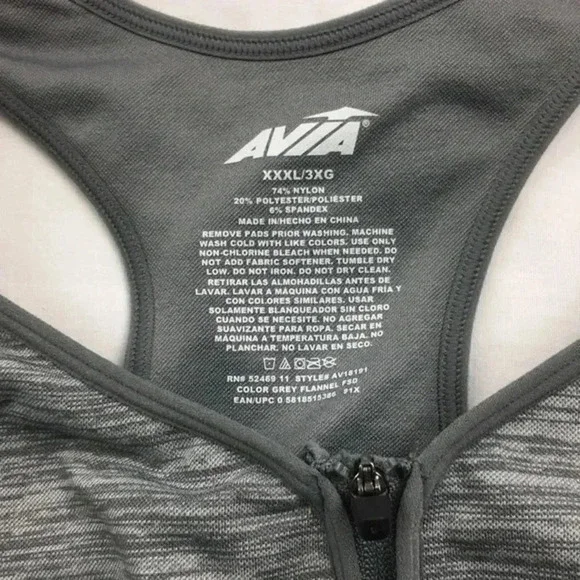 AVIA®
XXXL/3XG
74% NYLON
20% POLYESTER/POLIÉSTER
6% SPANDEX
MADE IN/HECHO EN CHINA
REMOVE PADS PRIOR WASHING. MACHINE
WASH COLD WITH LIKE COLORS. USE ONLY
NON-CHLORINE BLEACH WHEN NEEDED. DO
NOT ADD FABRIC SOFTENER. TUMBLE DRY
LOW. DO NOT IRON. DO NOT DRY CLEAN.
RETIRAR LAS ALMOHADILLAS ANTES DE
LAVAR. LAVAR A MÁQUINA CON AGUA FRÍA Y
CON COLORES SIMILARES. USAR
SOLAMENTE BLANQUEADOR SIN CLORO
CUANDO SE NECESITE. NO AGREGAR
SUAVIZANTE PARA ROPA. SECAR EN
MÁQUINA A TEMPERATURA BAJA. NO
PLANCHAR. NO LAVAR EN SECO.
RN# 52469 11 STYLE# AV18191
COLOR GREY FLANNEL FSD
EAN/UPC 0 5818515386 91X